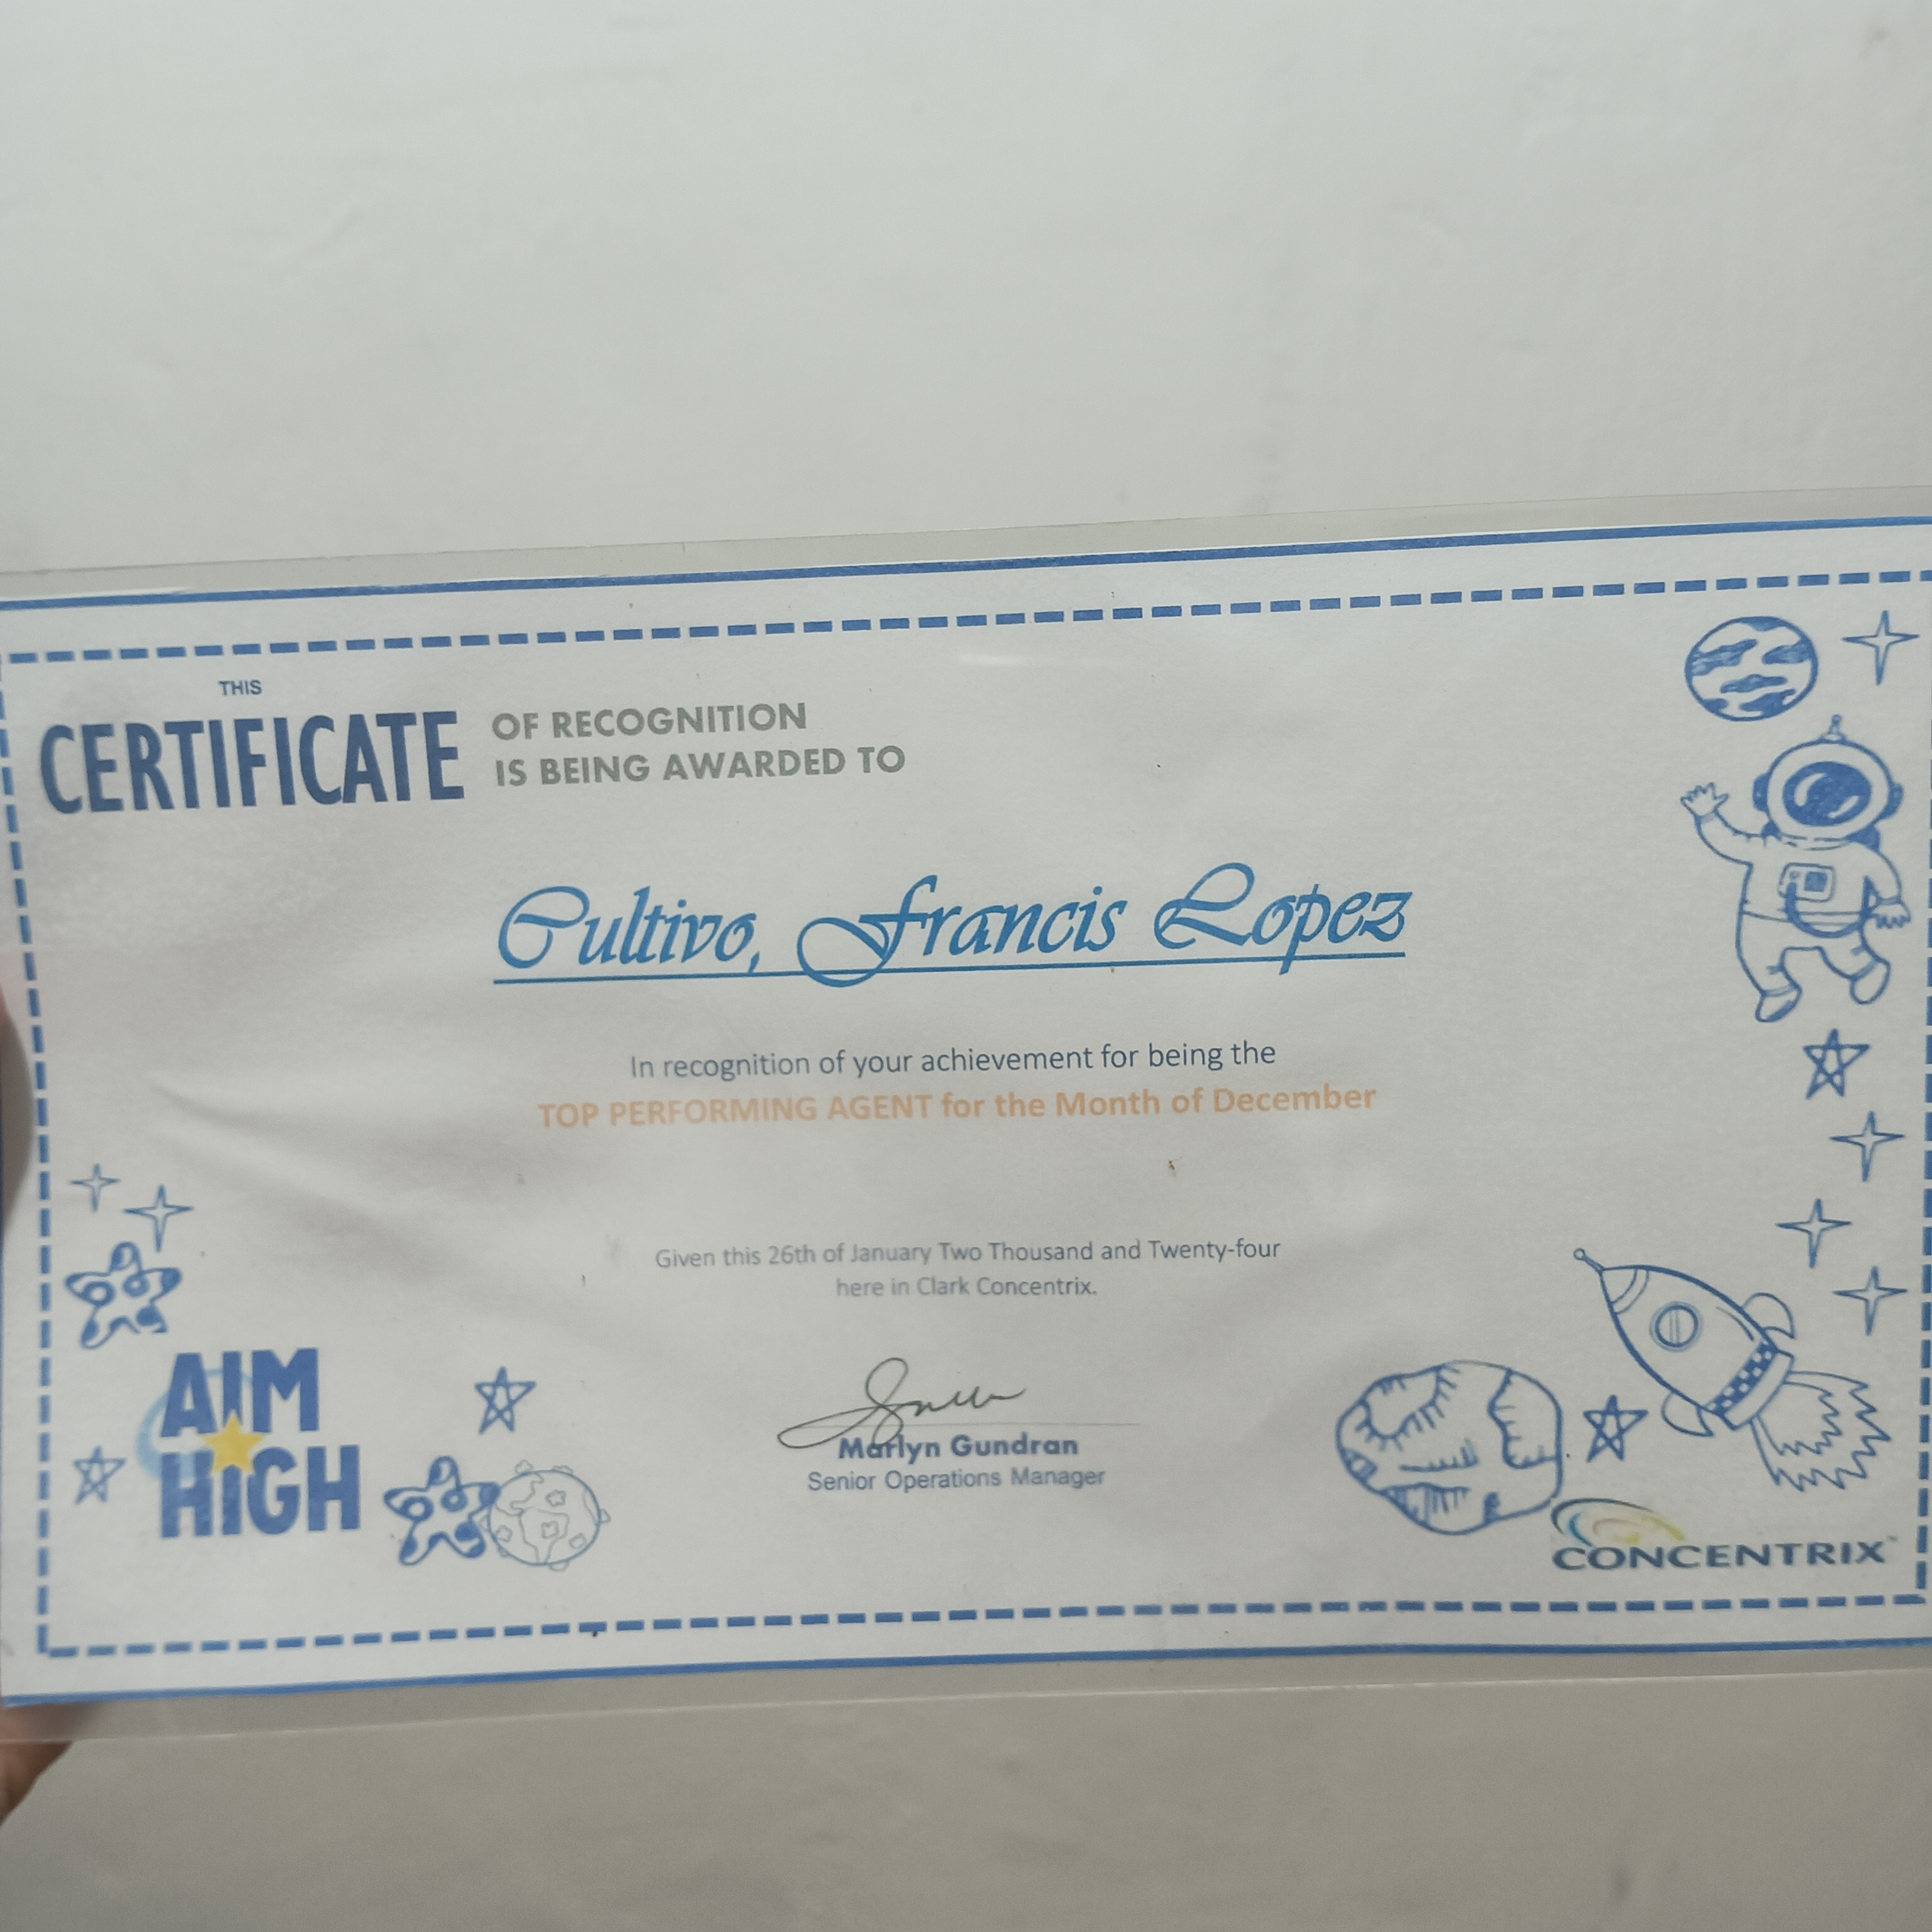 THIS
CERTIFICATE
OF RECOGNITION
IS BEING AWARDED TO
Cultivo, Francis Lopez
In recognition of your achievement for being the
TOP PERFORMING AGENT for the Month of December
Given this 26th of January Two Thousand and Twenty-four
here in Clark Concentrix.
Marlyn Gundran
Senior Operations Manager
AIM
HIGH
CONCENTRIX™